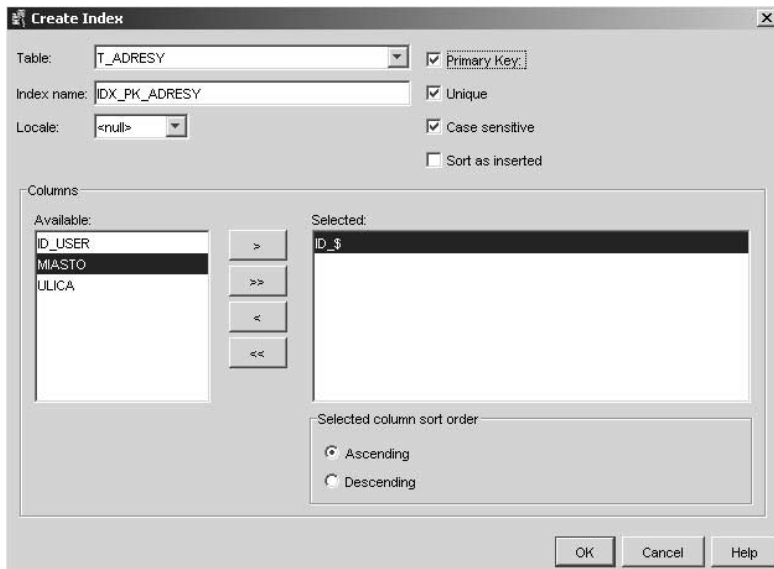 Create Index
Table: T_ADRESY
Primary Key:
Index name: IDX_PK_ADRESY
Unique
Locale: <null>
Case sensitive
Sort as inserted
Columns
Available:
Selected:
ID_USER
MIASTO
ULICA
>
>>
<
<<
ID_$
Selected column sort order
Ascending
Descending
OK Cancel Help